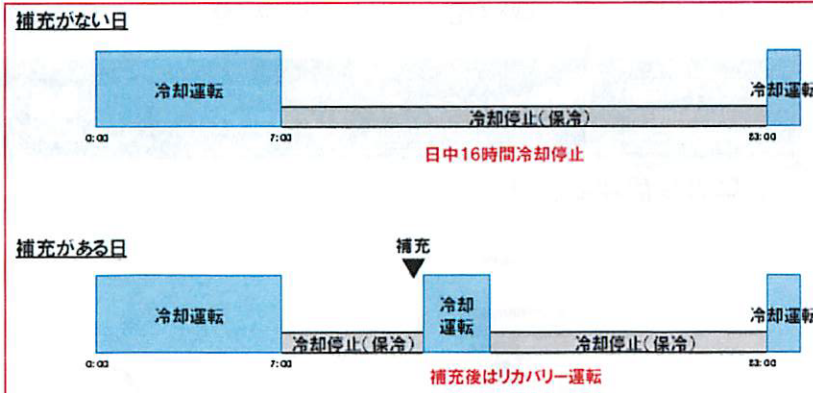 補充がない日
冷却運転
冷却運転
冷却停止(保冷)
0:00
7:00
23:00
日中16時間冷却停止
補充がある日
補充
冷却運転
冷却
運転
冷却運転
冷却停止(保冷)
冷却停止(保冷)
0:00
7:00
23:00
補充後はリカバリー運転